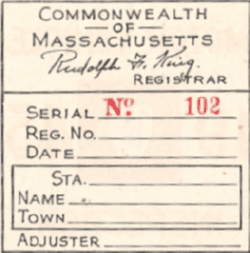 COMMONWEALTH
OF
MASSACHUSETTS
Rudolph F. King.
REGISTRAR
SERIAL No. 102
REG. NO.
DATE
STA.
NAME
TOWN
ADJUSTER